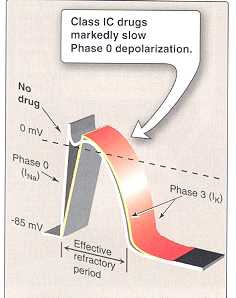 Class IC drugs
markedly slow
Phase 0 depolarization.
No
drug
0 mV
Phase 0
(INa)
Phase 3 (IK)
-85 mV
Effective
refractory
period